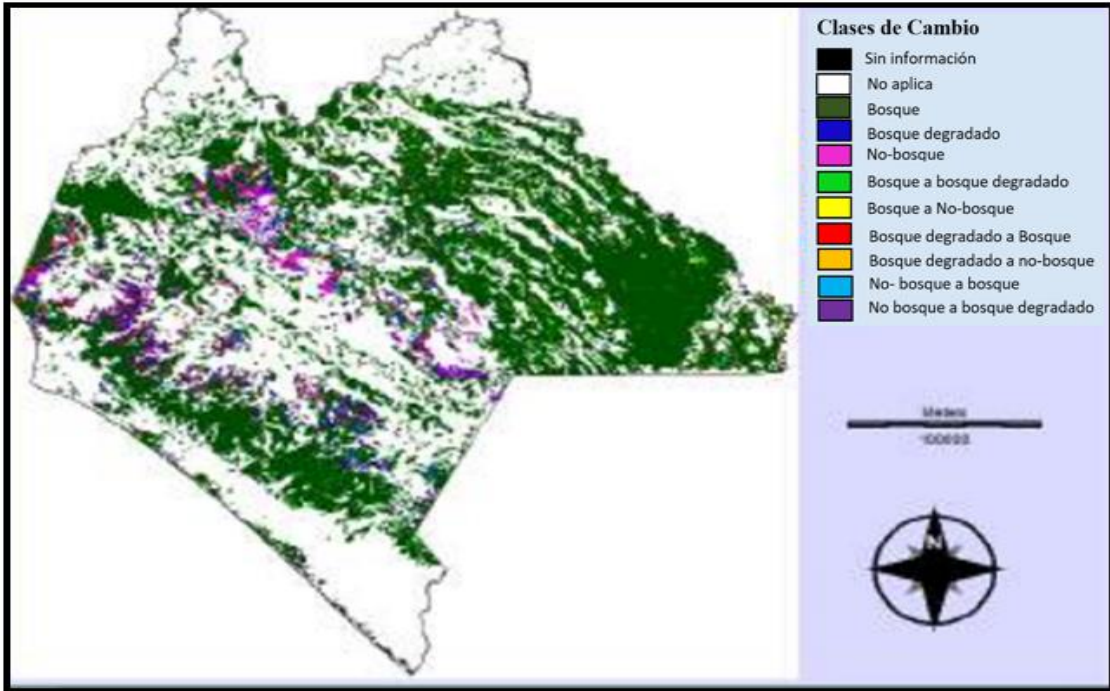 Clases de Cambio
Sin información
No aplica
Bosque
Bosque degradado
No-bosque
Bosque a bosque degradado
Bosque a No-bosque
Bosque degradado a Bosque
Bosque degradado a no-bosque
No- bosque a bosque
No bosque a bosque degradado
Meters
N